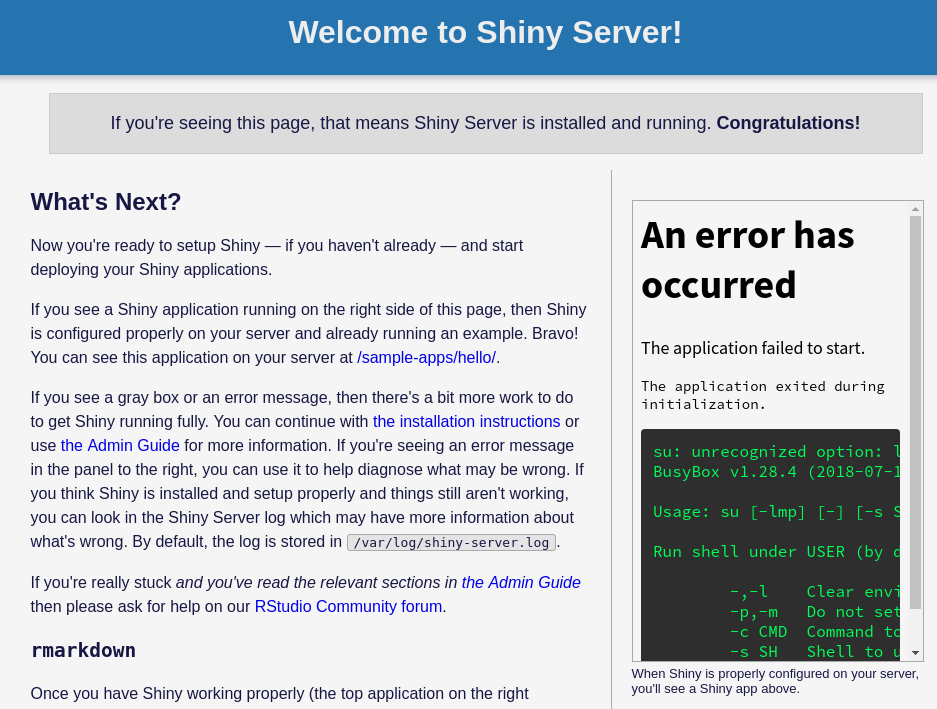 Welcome to Shiny Server!
If you're seeing this page, that means Shiny Server is installed and running. Congratulations!
What's Next?
Now you're ready to setup Shiny — if you haven't already — and start
deploying your Shiny applications.
If you see a Shiny application running on the right side of this page, then Shiny
is configured properly on your server and already running an example. Bravo!
You can see this application on your server at /sample-apps/hello/.
If you see a gray box or an error message, then there's a bit more work to do
to get Shiny running fully. You can continue with the installation instructions or
use the Admin Guide for more information. If you're seeing an error message
in the panel to the right, you can use it to help diagnose what may be wrong. If
you think Shiny is installed and setup properly and things still aren't working,
you can look in the Shiny Server log which may have more information about
what's wrong. By default, the log is stored in /var/log/shiny-server.log.
If you're really stuck and you've read the relevant sections in the Admin Guide
then please ask for help on our RStudio Community forum.
rmarkdown
Once you have Shiny working properly (the top application on the right
An error has
occurred
The application failed to start.
The application exited during
initialization.
su: unrecognized option:
BusyBox v1.28.4 (2018-07-1
Usage: su [-lmp] [-] [-s S
Run shell under USER (by
-,-l Clear envi
-p,-m Do not set
-c CMD Command to
-s SH Shell to u
When Shiny is properly configured on your server,
you'll see a Shiny app above.